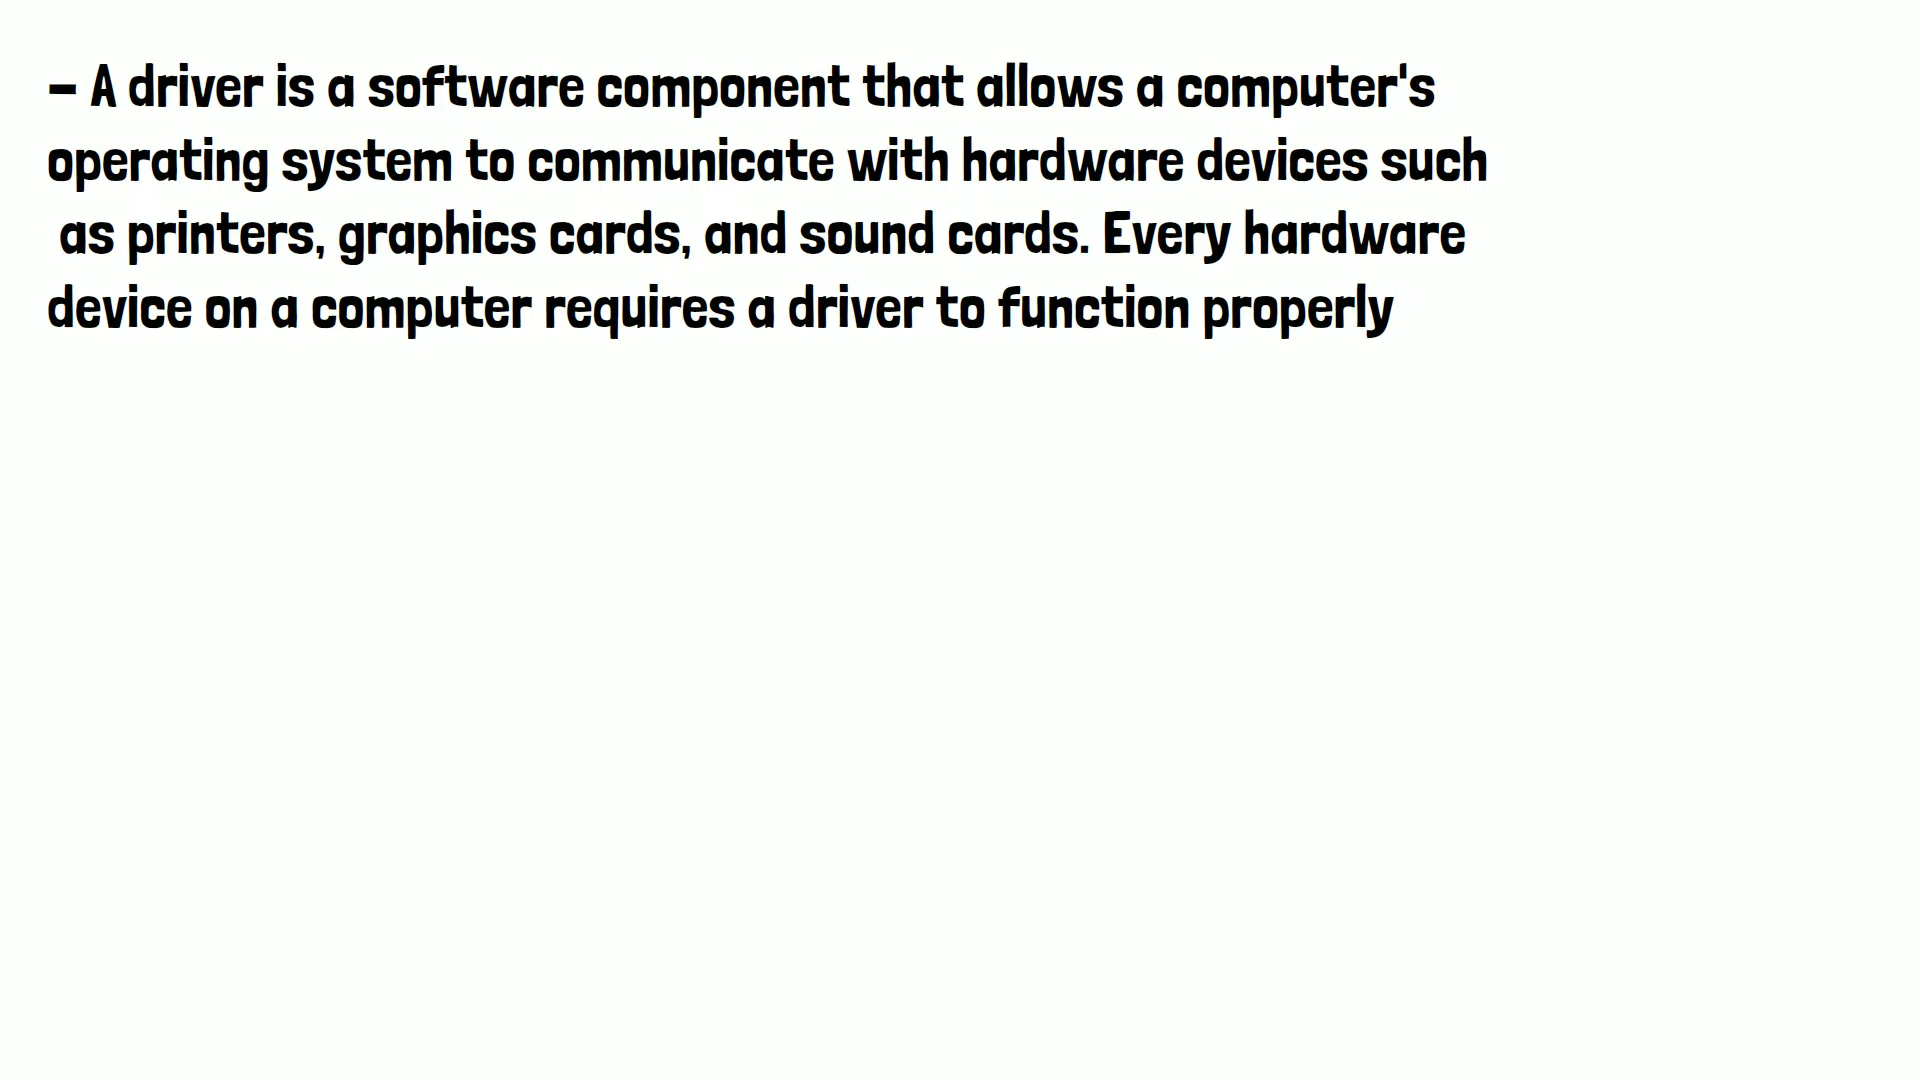 - A driver is a software component that allows a computer's
operating system to communicate with hardware devices such
as printers, graphics cards, and sound cards. Every hardware
device on a computer requires a driver to function properly